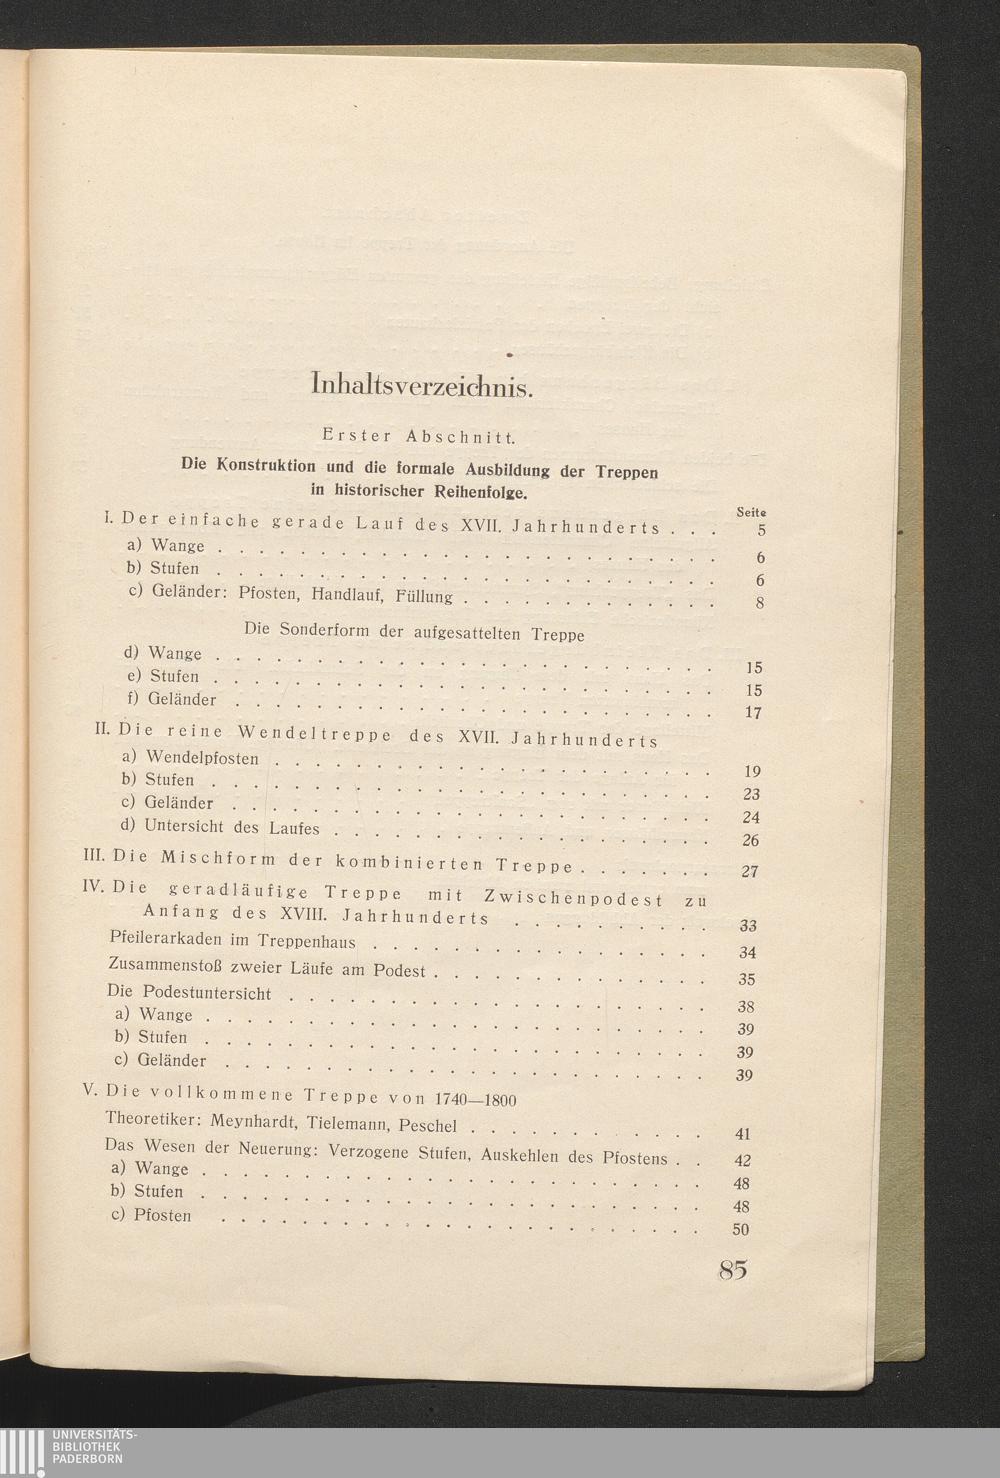 Inhaltsverzeichnis.
Erster Abschnitt.
Die Konstruktion und die formale Ausbildung der Treppen
in historischer Reihenfolge.
Seite
I. Der einfache gerade Lauf des XVII. Jahrhunderts . . . 5
a) Wange . . . . . . . . . . . . . . . . . . . . . . . 6
b) Stufen . . . . . . . . . . . . . . . . . . . . . . . 6
c) Geländer: Pfosten, Handlauf, Füllung . . . . . . . . . . . . 8
Die Sonderform der aufgesattelten Treppe
d) Wange . . . . . . . . . . . . . . . . . . . . . . . 15
e) Stufen . . . . . . . . . . . . . . . . . . . . . . . 15
f) Geländer . . . . . . . . . . . . . . . . . . . . . . 17
II. Die reine Wendeltreppe des XVII. Jahrhunderts
a) Wendelpfosten . . . . . . . . . . . . . . . . . . . . 19
b) Stufen . . . . . . . . . . . . . . . . . . . . . . . 23
c) Geländer . . . . . . . . . . . . . . . . . . . . . . 24
d) Untersicht des Laufes . . . . . . . . . . . . . . . . . 26
III. Die Mischform der kombinierten Treppe . . . . . . . 27
IV. Die geradläufige Treppe mit Zwischenpodest zu
Anfang des XVIII. Jahrhunderts . . . . . . . . . . 33
Pfeilerarkaden im Treppenhaus . . . . . . . . . . . . . . . 34
Zusammenstoß zweier Läufe am Podest . . . . . . . . . . . . 35
Die Podestuntersicht . . . . . . . . . . . . . . . . . . . 38
a) Wange . . . . . . . . . . . . . . . . . . . . . . . 39
b) Stufen . . . . . . . . . . . . . . . . . . . . . . . 39
c) Geländer . . . . . . . . . . . . . . . . . . . . . . 39
V. Die vollkommene Treppe von 1740—1800
Theoretiker: Meynhardt, Tielemann, Peschel . . . . . . . . . . 41
Das Wesen der Neuerung: Verzogene Stufen, Auskehlen des Pfostens . . 42
a) Wange . . . . . . . . . . . . . . . . . . . . . . . 48
b) Stufen . . . . . . . . . . . . . . . . . . . . . . . 48
c) Pfosten . . . . . . . . . . . . . . . . . . . . . . 50
85
UNIVERSITÄTS-
BIBLIOTHEK
PADERBORN